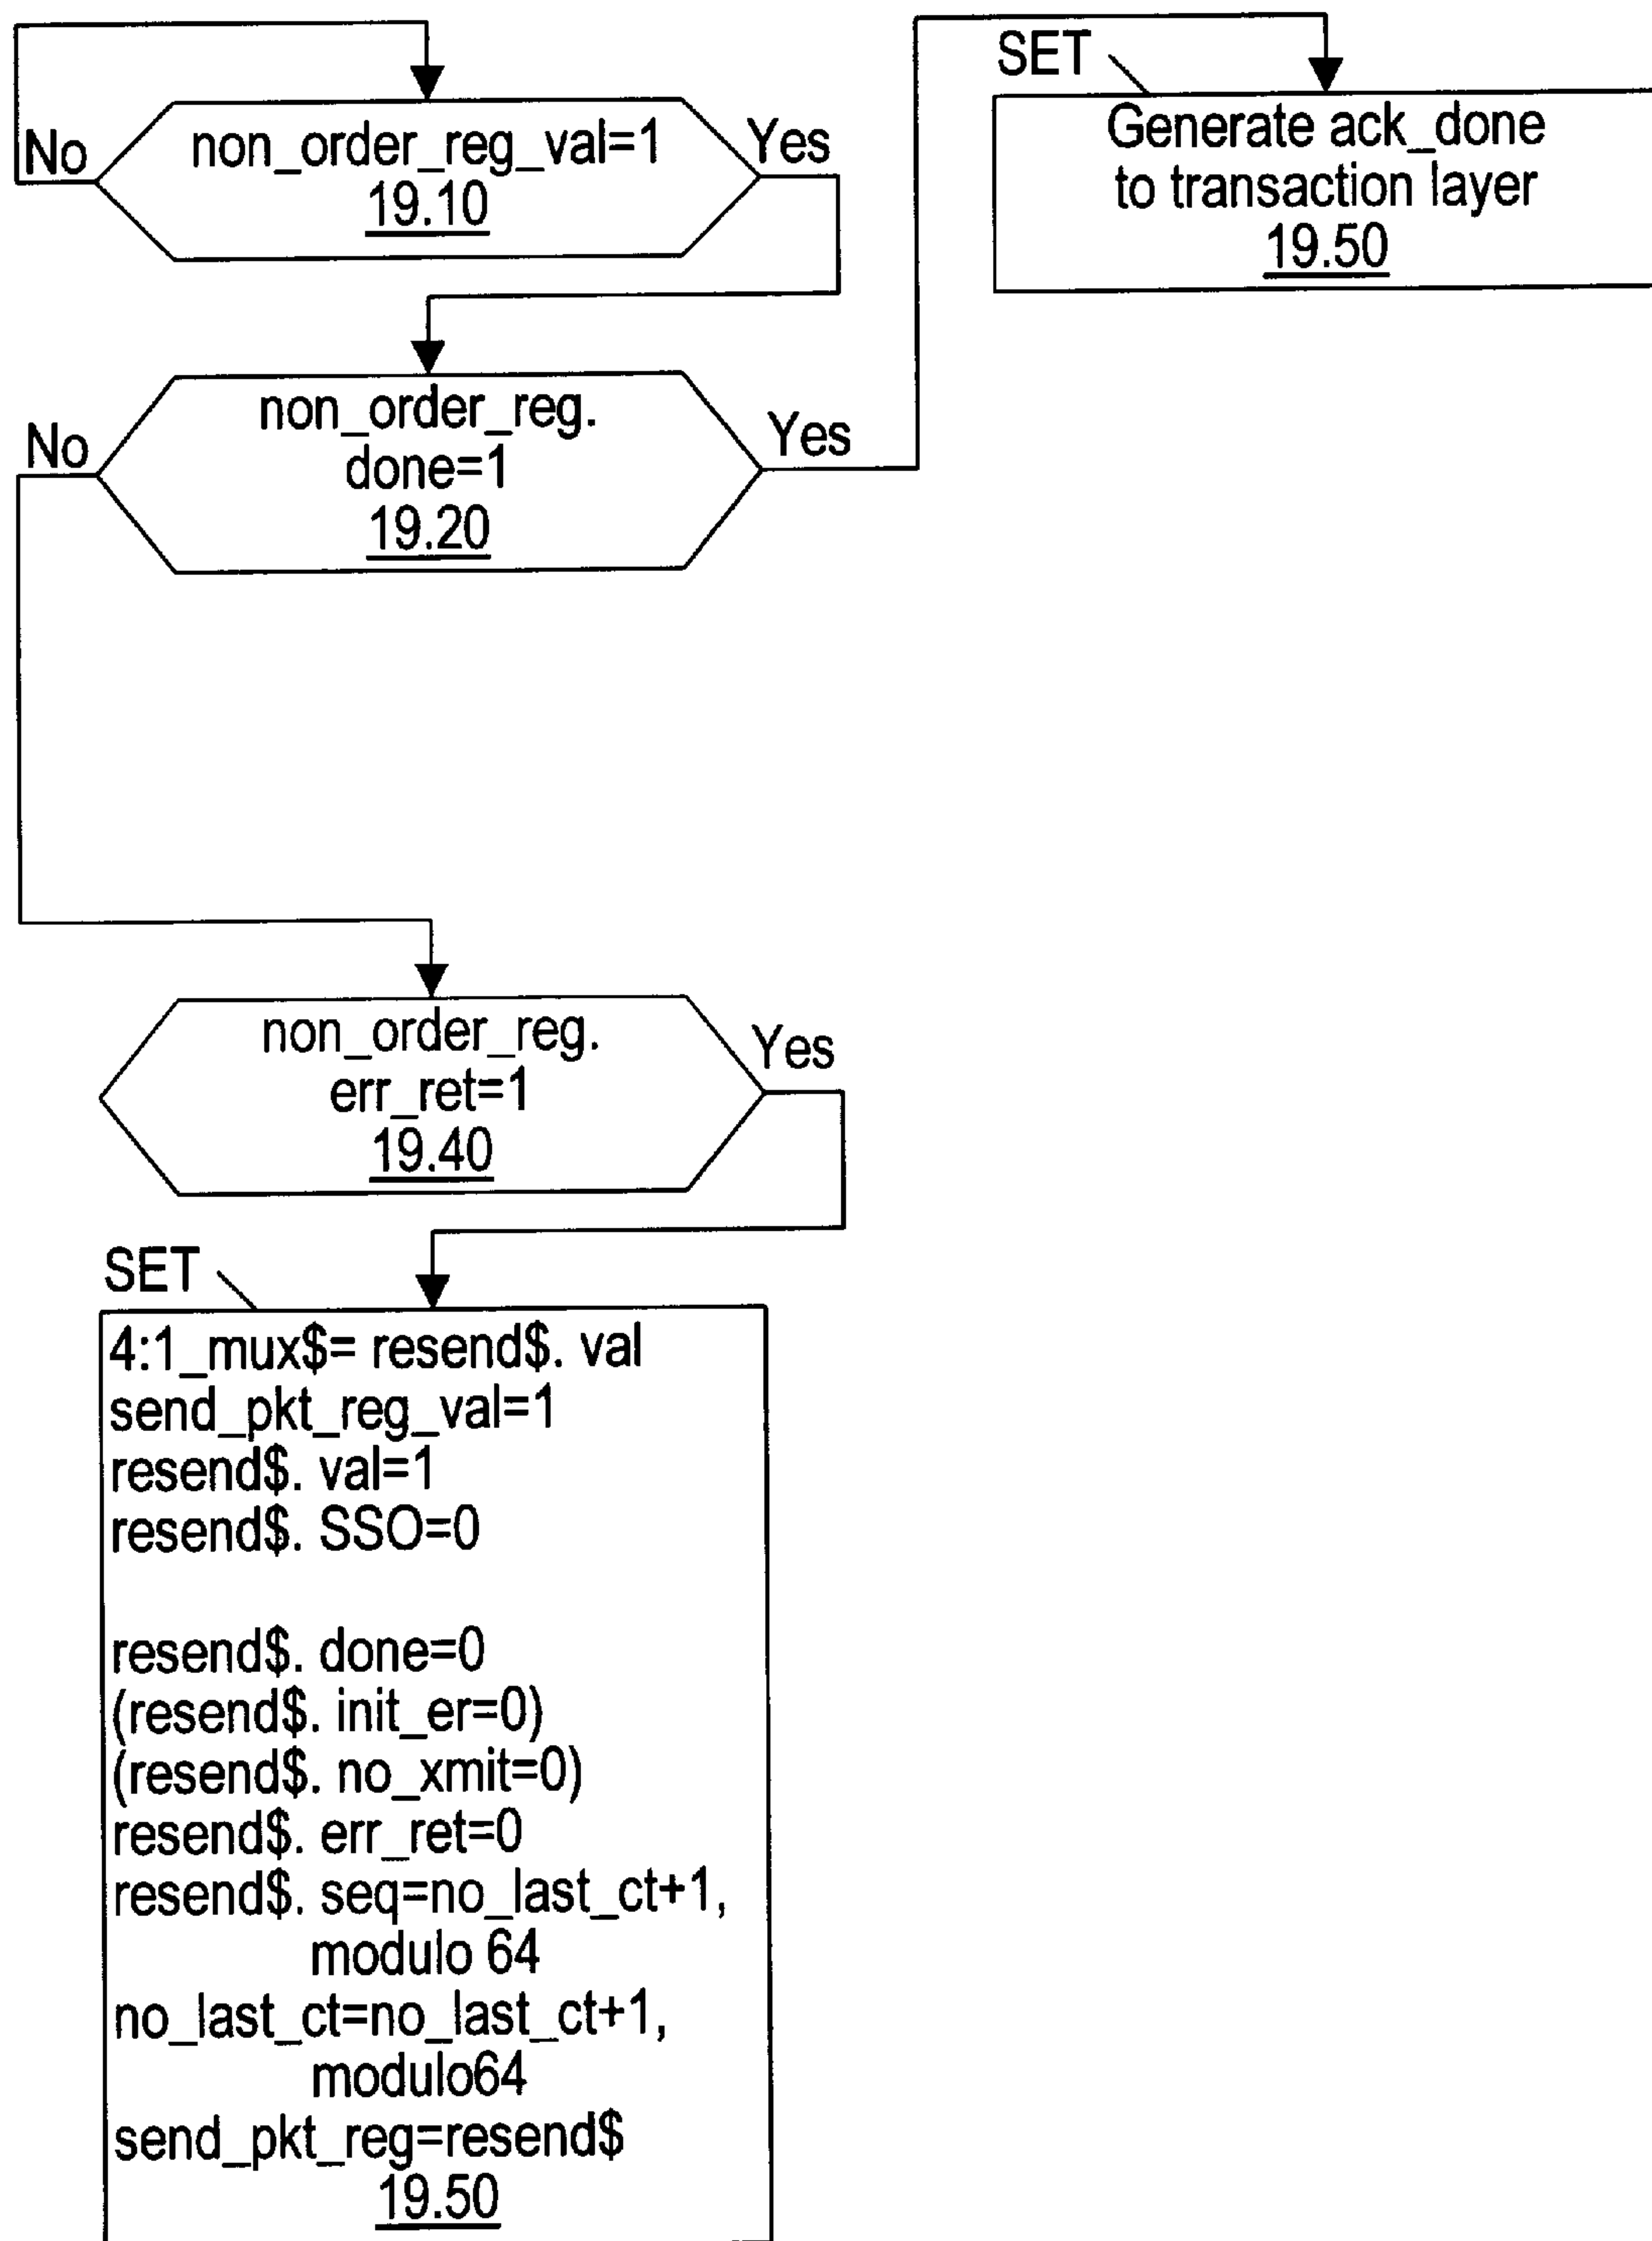 No
non_order_reg_val=1
19.10
Yes
SET
Generate ack_done
to transaction layer
19.50
No
non_order_reg.
done=1
19.20
Yes
non_order_reg.
err_ret=1
19.40
Yes
SET
4:1_mux$= resend$. val
send_pkt_reg_val=1
resend$. val=1
resend$. SSO=0
resend$. done=0
(resend$. init_er=0)
(resend$. no_xmit=0)
resend$. err_ret=0
resend$. seq=no_last_ct+1,
modulo 64
no_last_ct=no_last_ct+1,
modulo64
send_pkt_reg=resend$
19.50